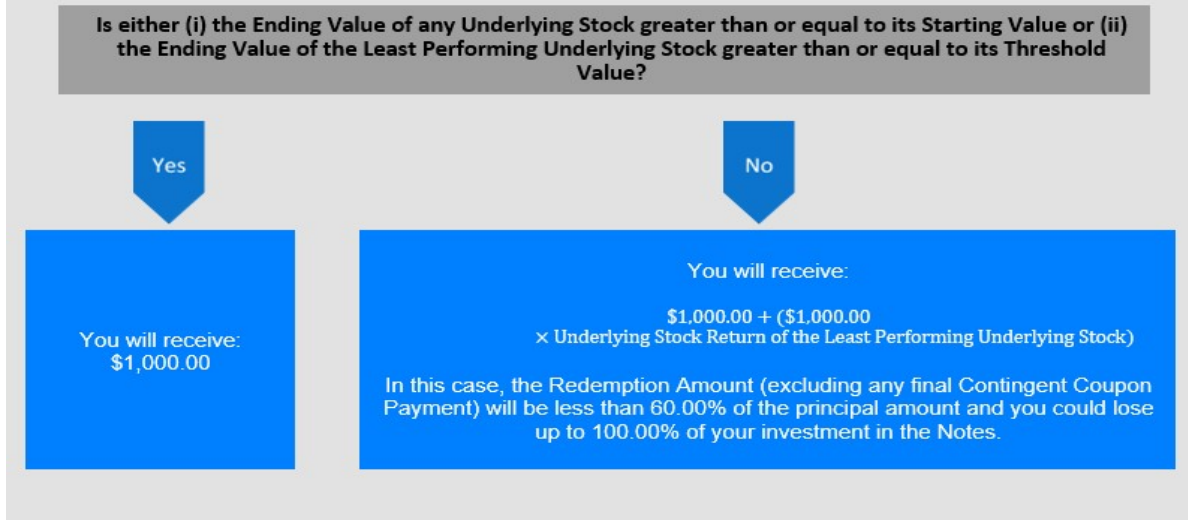 Is either (i) the Ending Value of any Underlying Stock greater than or equal to its Starting Value or (ii)
the Ending Value of the Least Performing Underlying Stock greater than or equal to its Threshold
Value?
Yes
No
You will receive:
$1,000.00
You will receive:
$1,000.00 + ($1,000.00
× Underlying Stock Return of the Least Performing Underlying Stock)
In this case, the Redemption Amount (excluding any final Contingent Coupon
Payment) will be less than 60.00% of the principal amount and you could lose
up to 100.00% of your investment in the Notes.